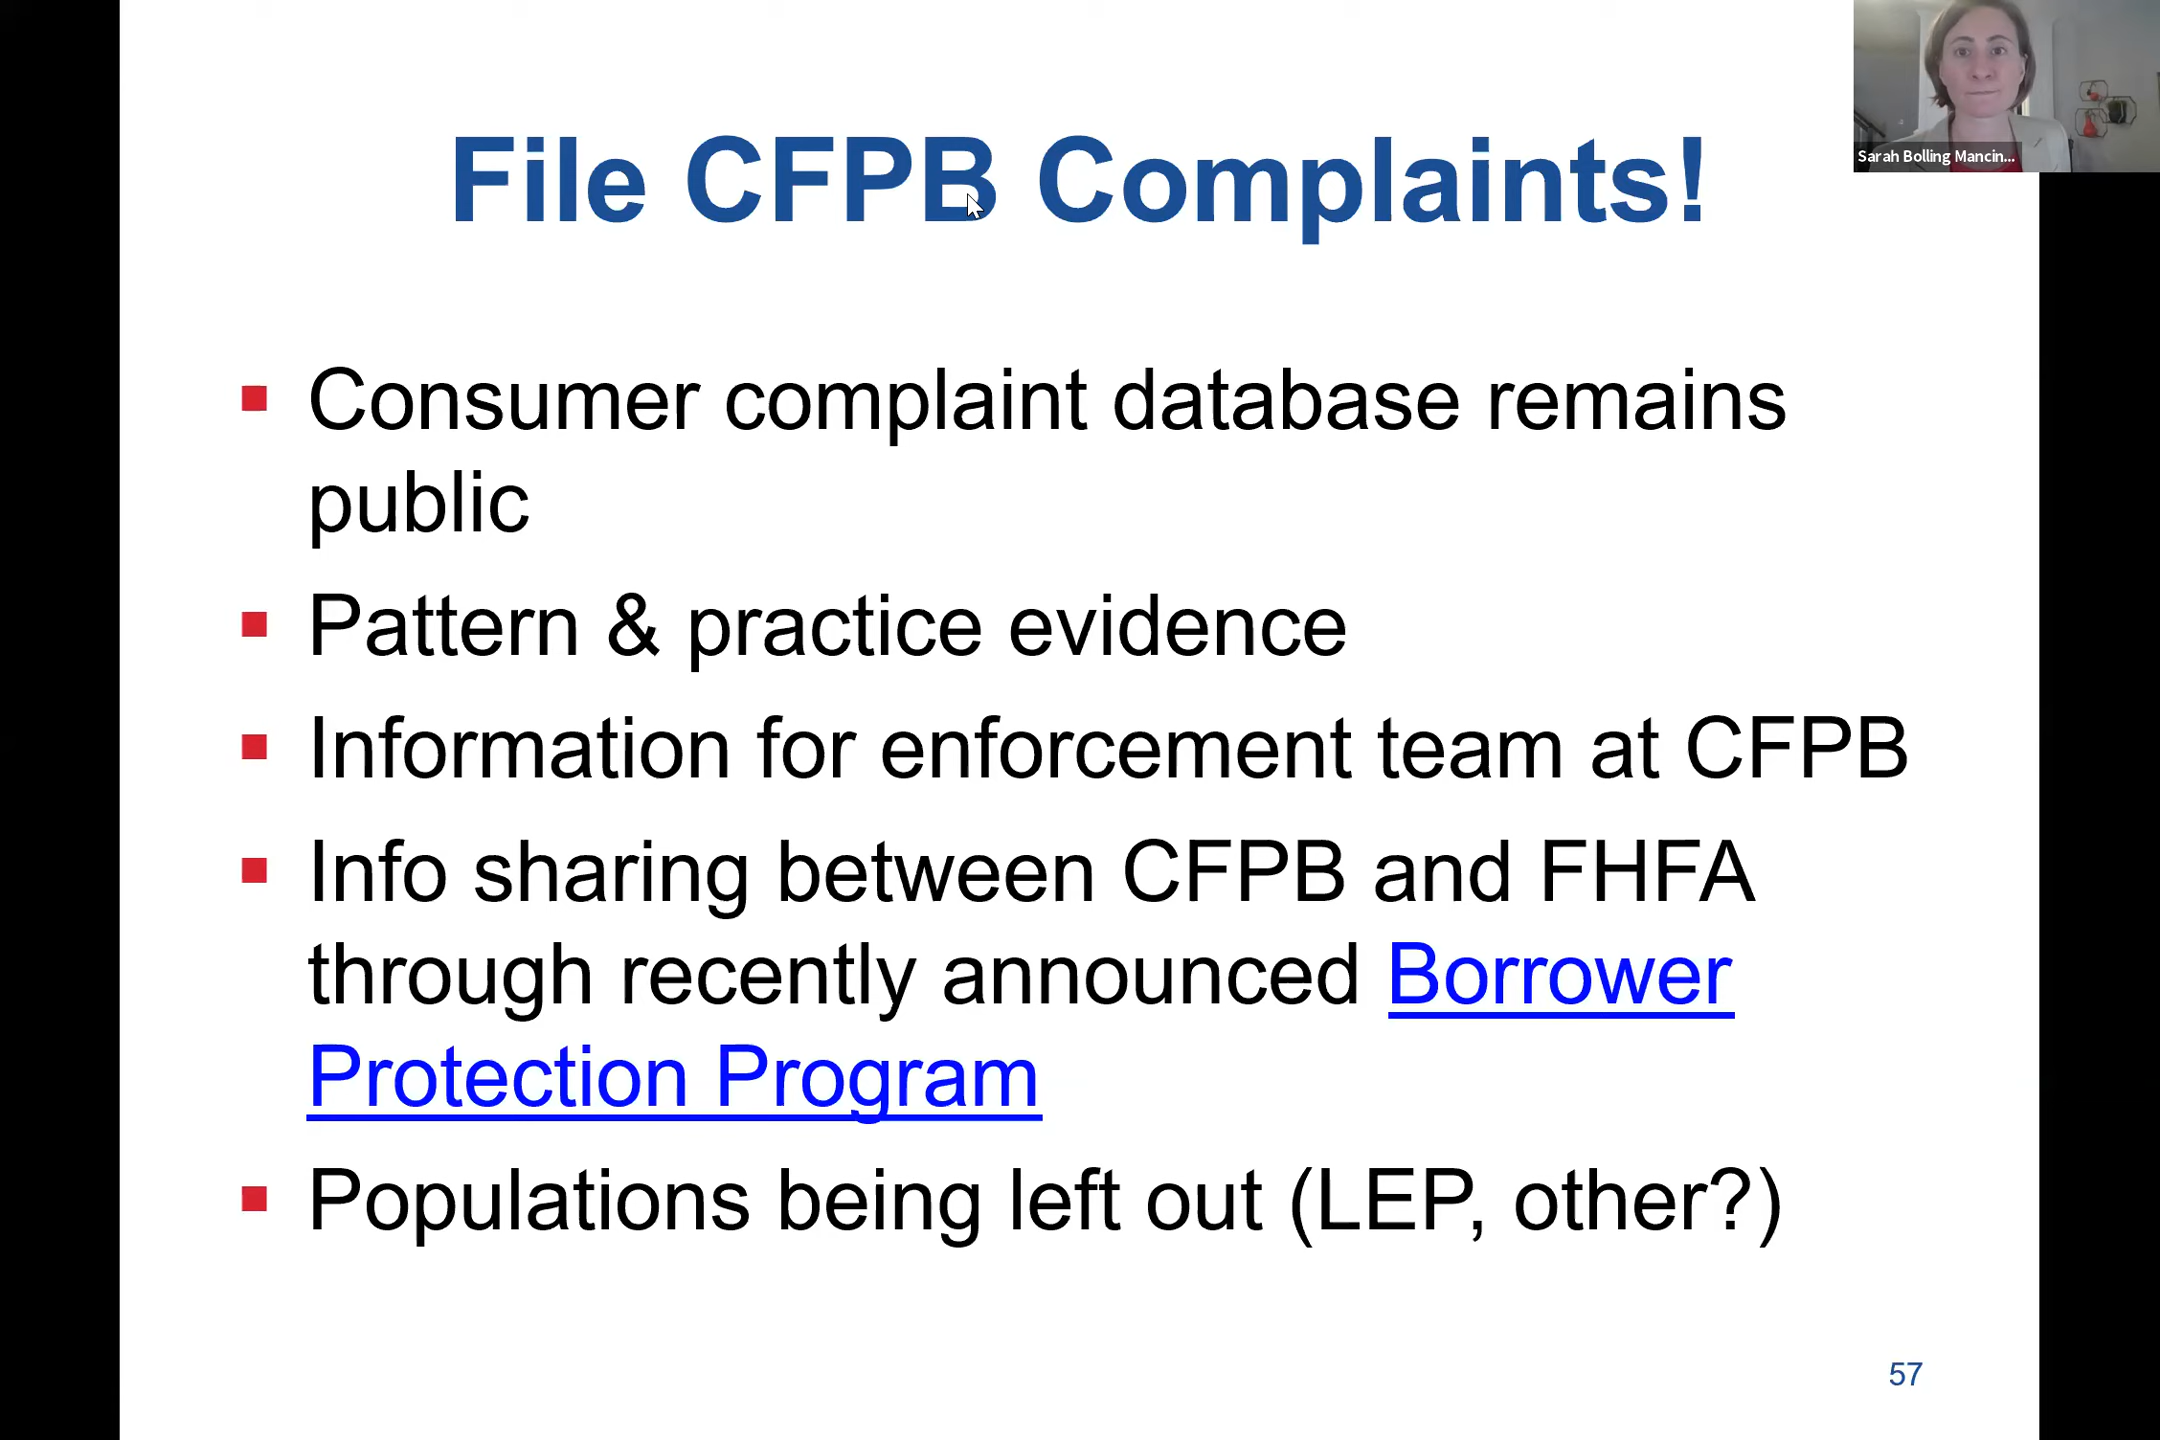 Sarah Bolling Mancin...
File CFPB Complaints!
Consumer complaint database remains
public
Pattern & practice evidence
Information for enforcement team at CFPB
Info sharing between CFPB and FHFA
through recently announced Borrower
Protection Program
Populations being left out (LEP, other?)
57